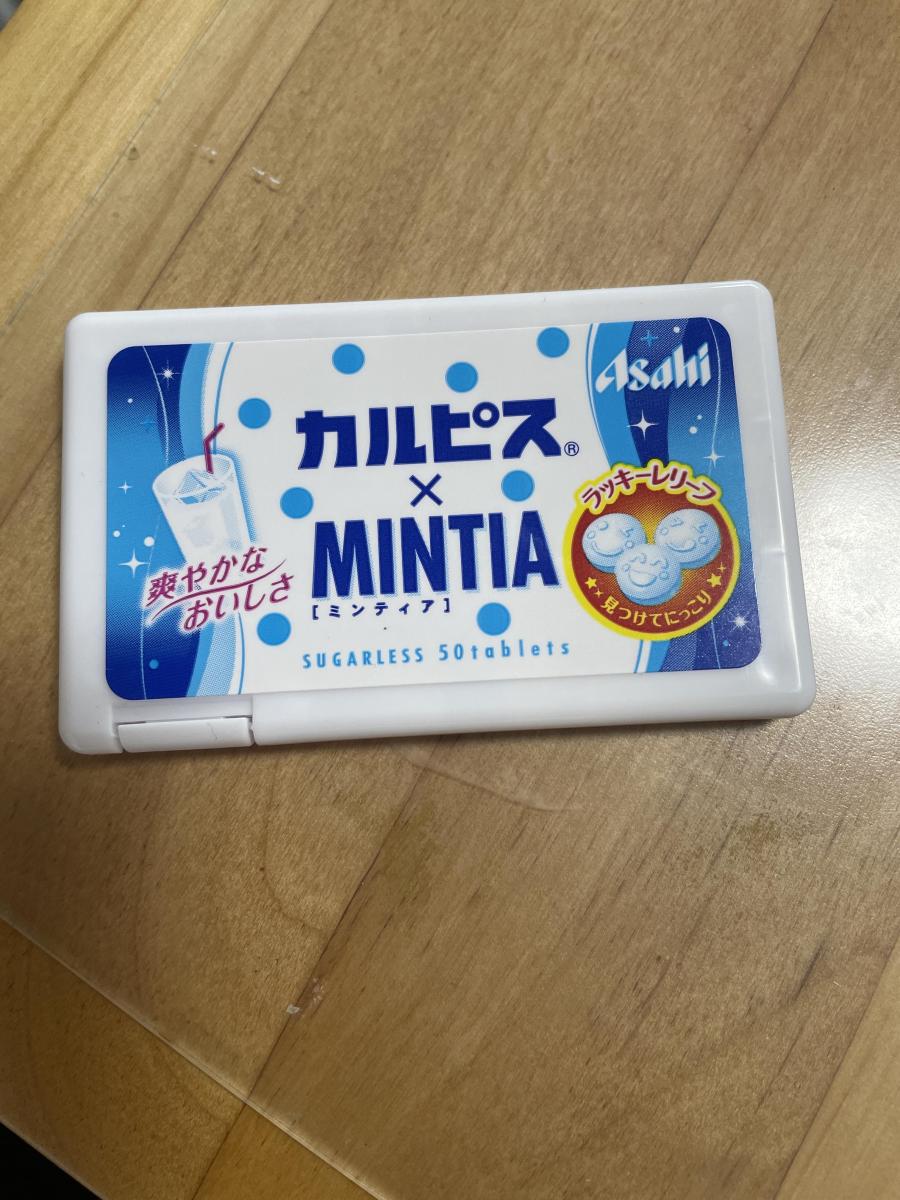 Asahi
カルピス®
×
MINTIA
[ミンティア]
爽やかな
おいしさ
ラッキーレリーフ
見つけてにっこり
SUGARLESS 50tablets